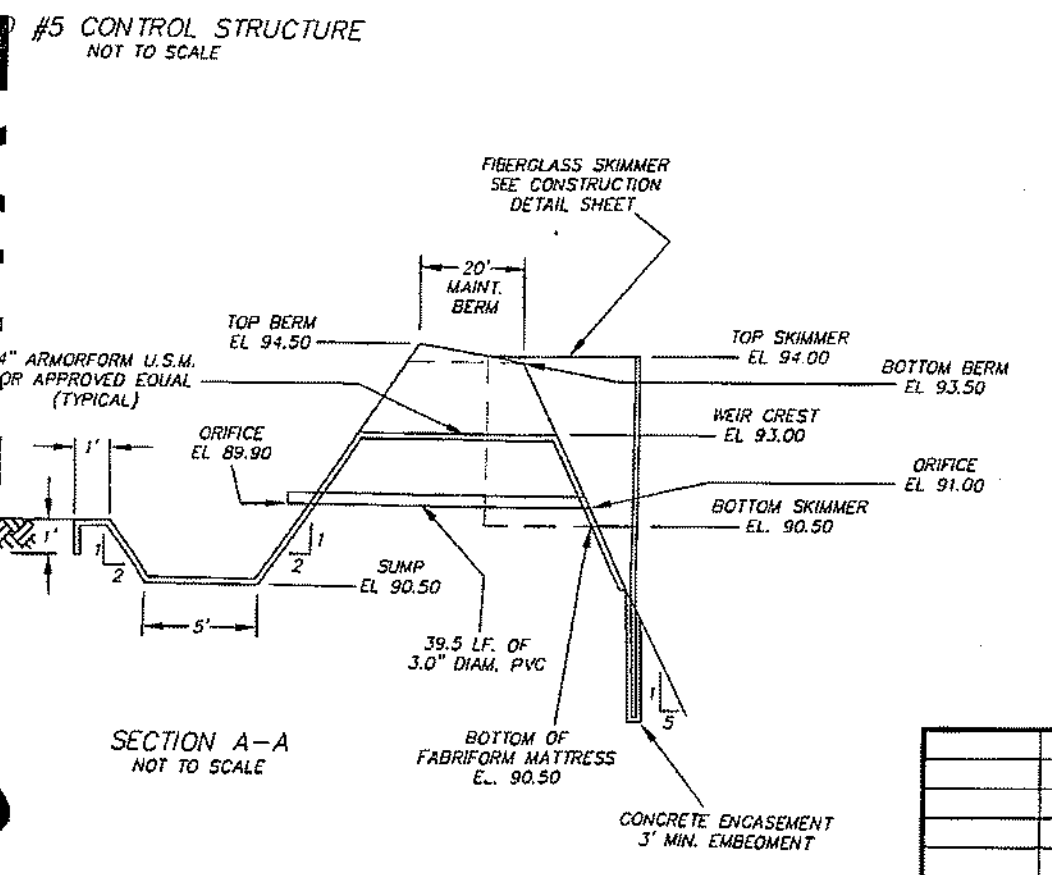 #5 CONTROL STRUCTURE
NOT TO SCALE
FIBERGLASS SKIMMER
SEE CONSTRUCTION
DETAIL SHEET
20'
MAINT.
BERM
TOP BERM
EL 94.50
TOP SKIMMER
EL 94.00
BOTTOM BERM
EL 93.50
4" ARMORFORM U.S.M.
OR APPROVED EQUAL
(TYPICAL)
WEIR CREST
EL 93.00
1'
ORIFICE
EL 89.90
ORIFICE
EL 91.00
BOTTOM SKIMMER
EL. 90.50
1'
1
2
1
2
SUMP
EL 90.50
5'
39.5 LF. OF
3.0" DIAM. PVC
1
5
SECTION A-A
NOT TO SCALE
BOTTOM OF
FABRIFORM MATTRESS
EL. 90.50
CONCRETE ENCASEMENT
3' MIN. EMBEOMENT